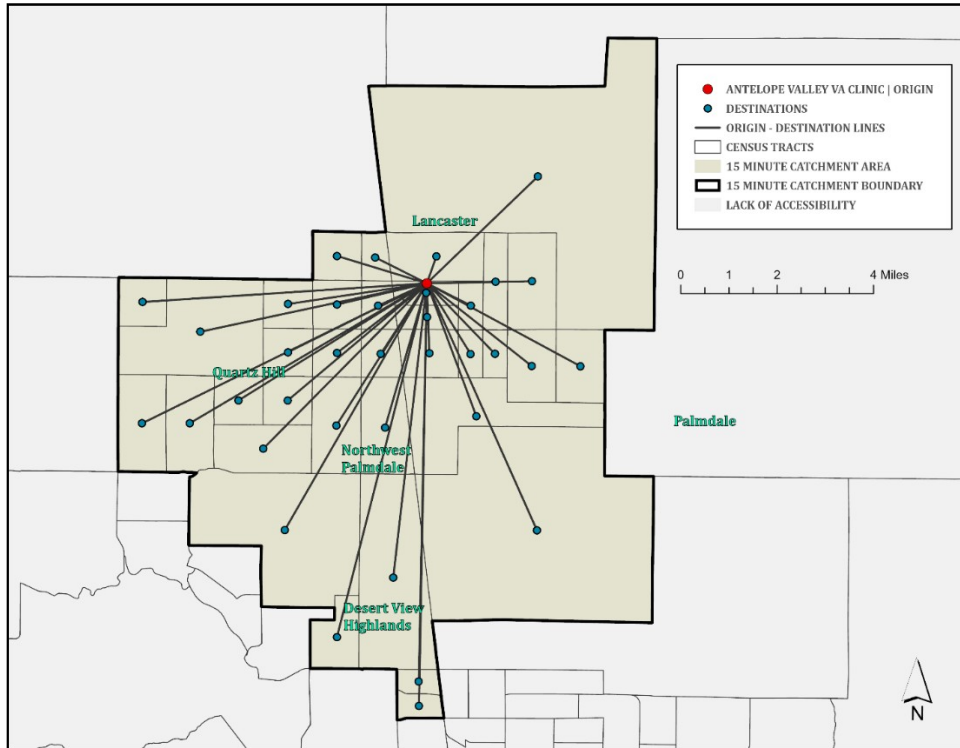 ANTELOPE VALLEY VA CLINIC | ORIGIN
DESTINATIONS
ORIGIN - DESTINATION LINES
CENSUS TRACTS
15 MINUTE CATCHMENT AREA
15 MINUTE CATCHMENT BOUNDARY
LACK OF ACCESSIBILITY
Lancaster
0 1 2 4 Miles
Quartz Hill
Palmdale
Northwest
Palmdale
Desert View
Highlands
N